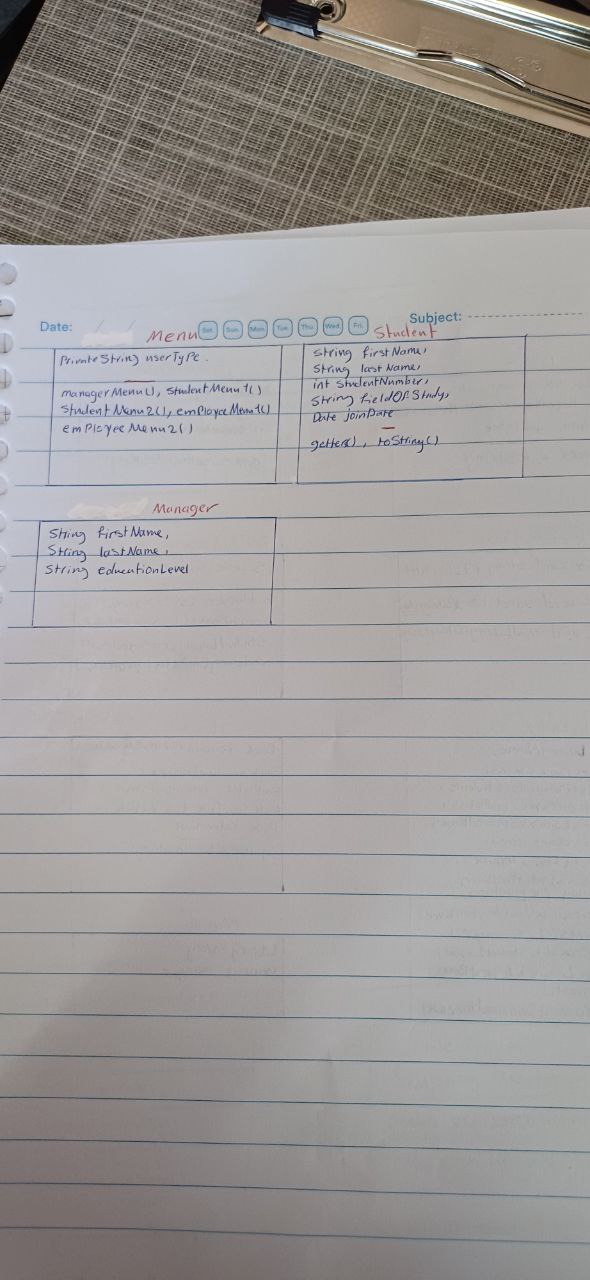 Date: / /
Subject:
Sat. Sun. Mon. Tue. Thu. Wed. Fri.
Menu
Private String userType.
managerMenu(), StudentMenu1()
StudentMenu2(), employeeMenu1()
employeeMenu2()
Student
String firstName,
String lastName,
int studentNumber,
String fieldOfStudy,
Date joinDate
getters(), toString()
Manager
String firstName,
String lastName,
String educationLevel